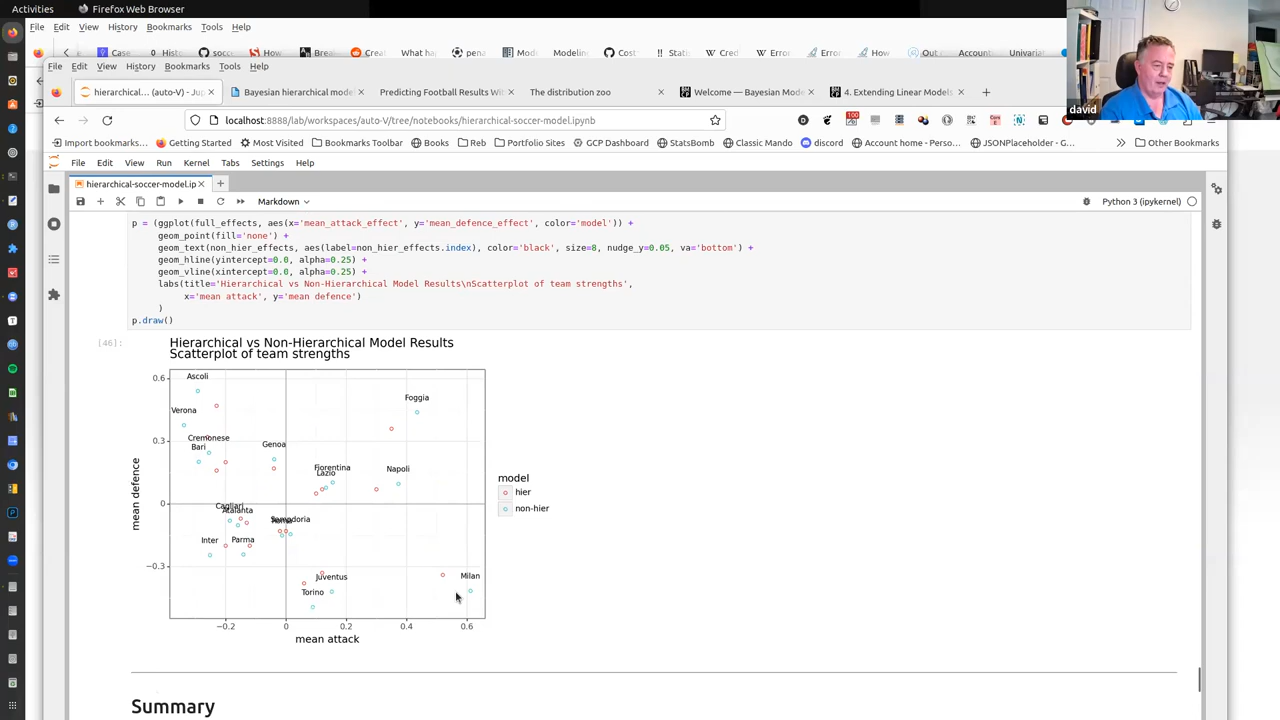 Activities
Firefox Web Browser
File Edit View History Bookmarks Tools Help
File Edit View History Bookmarks Tools Help
hierarchical... (auto-V) - Jup
Bayesian hierarchical mode
Predicting Football Results Wi
The distribution zoo
Welcome — Bayesian Mod
4. Extending Linear Models
david
localhost:8888/lab/workspaces/auto-V/tree/notebooks/hierarchical-soccer-model.ipynb
100
Import bookmarks... Getting Started Most Visited Bookmarks Toolbar Books Reb Portfolio Sites GCP Dashboard StatsBomb Classic Mando discord Account home - Perso... JSONPlaceholder - G... Other Bookmarks
File Edit View Run Kernel Tabs Settings Help
hierarchical-soccer-model.ip
Markdown
Python 3 (ipykernel)
p = (ggplot(full_effects, aes(x='mean_attack_effect', y='mean_defence_effect', color='model')) +
geom_point(fill='none') +
geom_text(non_hier_effects, aes(label=non_hier_effects.index), color='black', size=8, nudge_y=0.05, va='bottom') +
geom_hline(yintercept=0.0, alpha=0.25) +
geom_vline(xintercept=0.0, alpha=0.25) +
labs(title='Hierarchical vs Non-Hierarchical Model Results\nScatterplot of team strengths',
x='mean attack', y='mean defence')
)
p.draw()
[46]:
Hierarchical vs Non-Hierarchical Model Results
Scatterplot of team strengths
0.6
Ascoli
Foggia
Verona
0.3
Cremonese
Genoa
Bari
Fiorentina
Lazio
Napoli
model
hier
non-hier
mean defence
0
Cagliari
Atalanta
Sampdoria
Inter
Parma
−0.3
Juventus
Milan
Torino
−0.2 0 0.2 0.4 0.6
mean attack
Summary